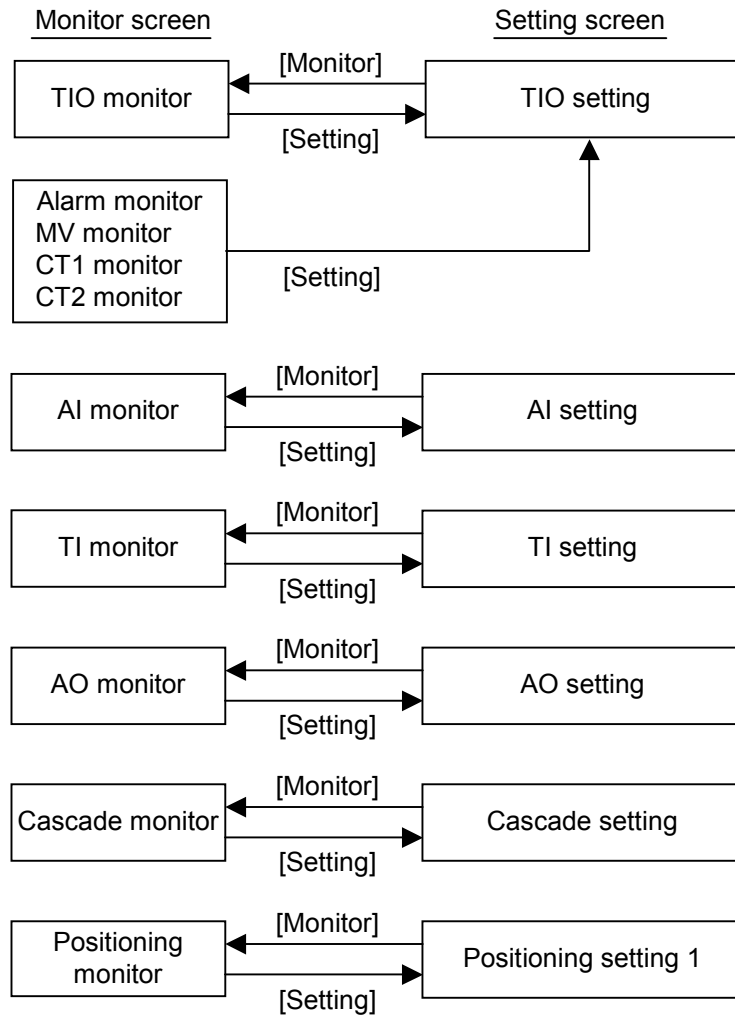 Monitor screen
Setting screen
TIO monitor
[Monitor]
[Setting]
TIO setting
Alarm monitor
MV monitor
CT1 monitor
CT2 monitor
[Setting]
AI monitor
[Monitor]
[Setting]
AI setting
TI monitor
[Monitor]
[Setting]
TI setting
AO monitor
[Monitor]
[Setting]
AO setting
Cascade monitor
[Monitor]
[Setting]
Cascade setting
Positioning
monitor
[Monitor]
[Setting]
Positioning setting 1